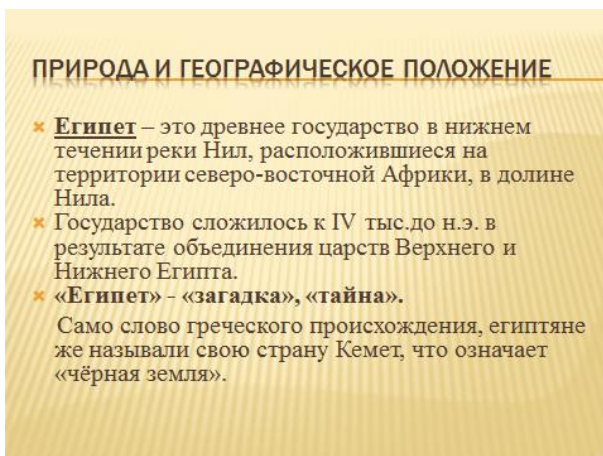 ПРИРОДА И ГЕОГРАФИЧЕСКОЕ ПОЛОЖЕНИЕ
Египет – это древнее государство в нижнем
течении реки Нил, расположившиеся на
территории северо-восточной Африки, в долине
Нила.
Государство сложилось к IV тыс.до н.э. в
результате объединения царств Верхнего и
Нижнего Египта.
«Египет» - «загадка», «тайна».
Само слово греческого происхождения, египтяне
же называли свою страну Кемет, что означает
«чёрная земля».